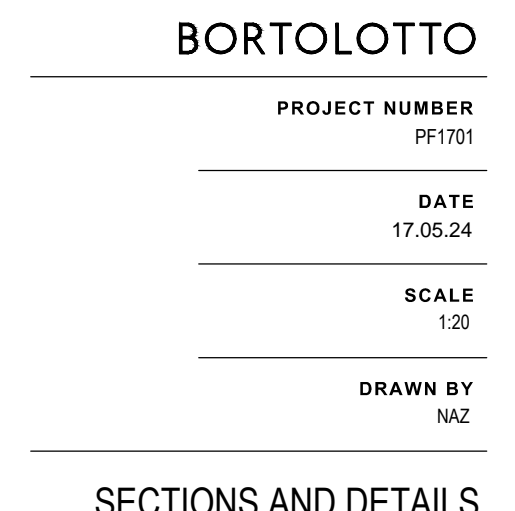 BORTOLOTTO
PROJECT NUMBER
PF1701
DATE
17.05.24
SCALE
1:20
DRAWN BY
NAZ
SECTIONS AND DETAILS